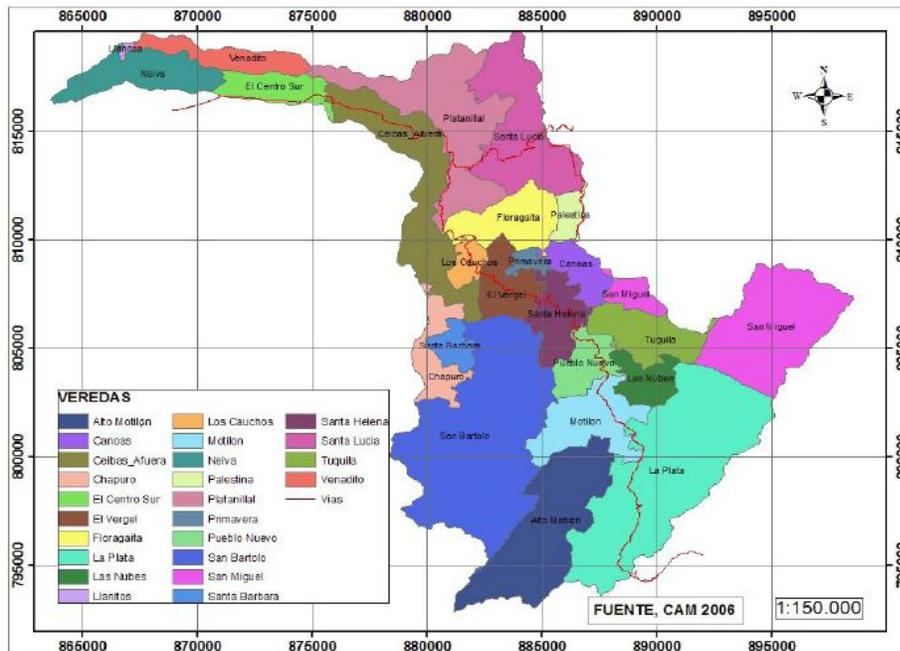 865000 870000 875000 880000 885000 890000 895000
Llanitos
Venadito
Neiva
El Centro Sur
N
W E
S
815000
Platanillal
Ceibas_Afuera
Santa Lucia
Floragaita
Palestina
810000 810000
Los Cauchos
Primavera
Canoas
El Vergel
San Miguel
Santa Helena
San Miguel
Tuquila
805000
Santa Barbara
Pueblo Nuevo
Chapuro
Las Nubes
Motilon
San Bartolo
La Plata
Alto Motilon
800000 800000
795000
VEREDAS
Alto Motilon
Canoas
Ceibas_Afuera
Chapuro
El Centro Sur
El Vergel
Floragaita
La Plata
Las Nubes
Llanitos
Los Cauchos
Motilon
Neiva
Palestina
Platanillal
Primavera
Pueblo Nuevo
San Bartolo
San Miguel
Santa Barbara
Santa Helena
Santa Lucia
Tuquila
Venadito
Vias
FUENTE, CAM 2006
1:150.000
865000 870000 875000 880000 885000 890000 895000